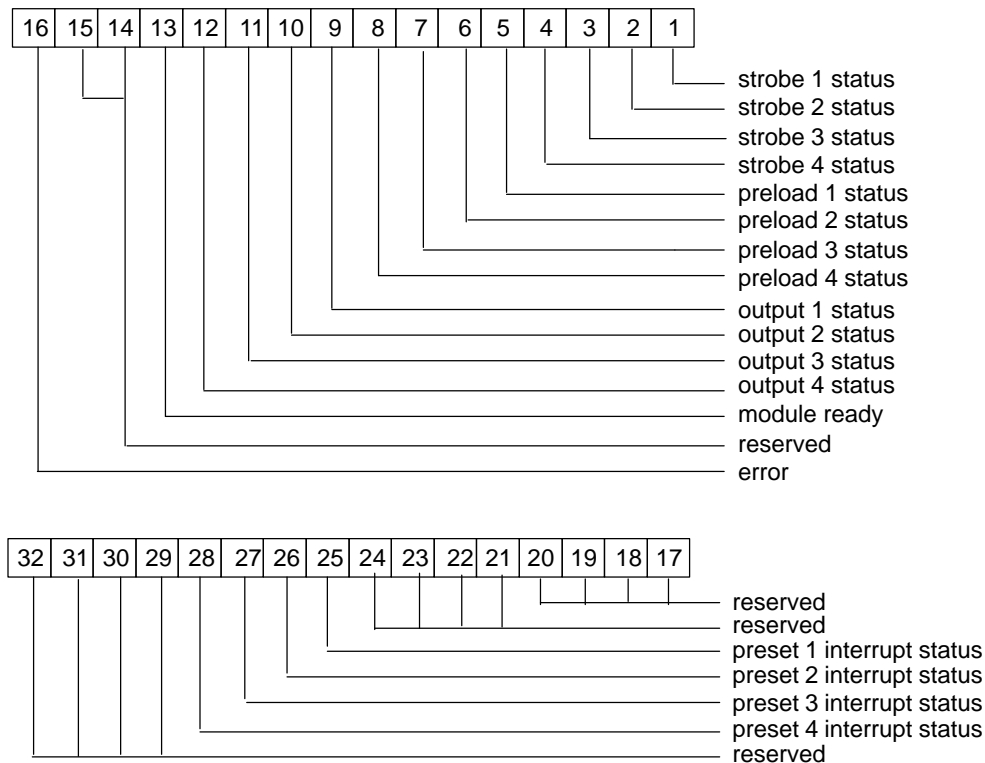 16 15 14 13 12 11 10 9 8 7 6 5 4 3 2 1
strobe 1 status
strobe 2 status
strobe 3 status
strobe 4 status
preload 1 status
preload 2 status
preload 3 status
preload 4 status
output 1 status
output 2 status
output 3 status
output 4 status
module ready
reserved
error
32 31 30 29 28 27 26 25 24 23 22 21 20 19 18 17
reserved
reserved
preset 1 interrupt status
preset 2 interrupt status
preset 3 interrupt status
preset 4 interrupt status
reserved